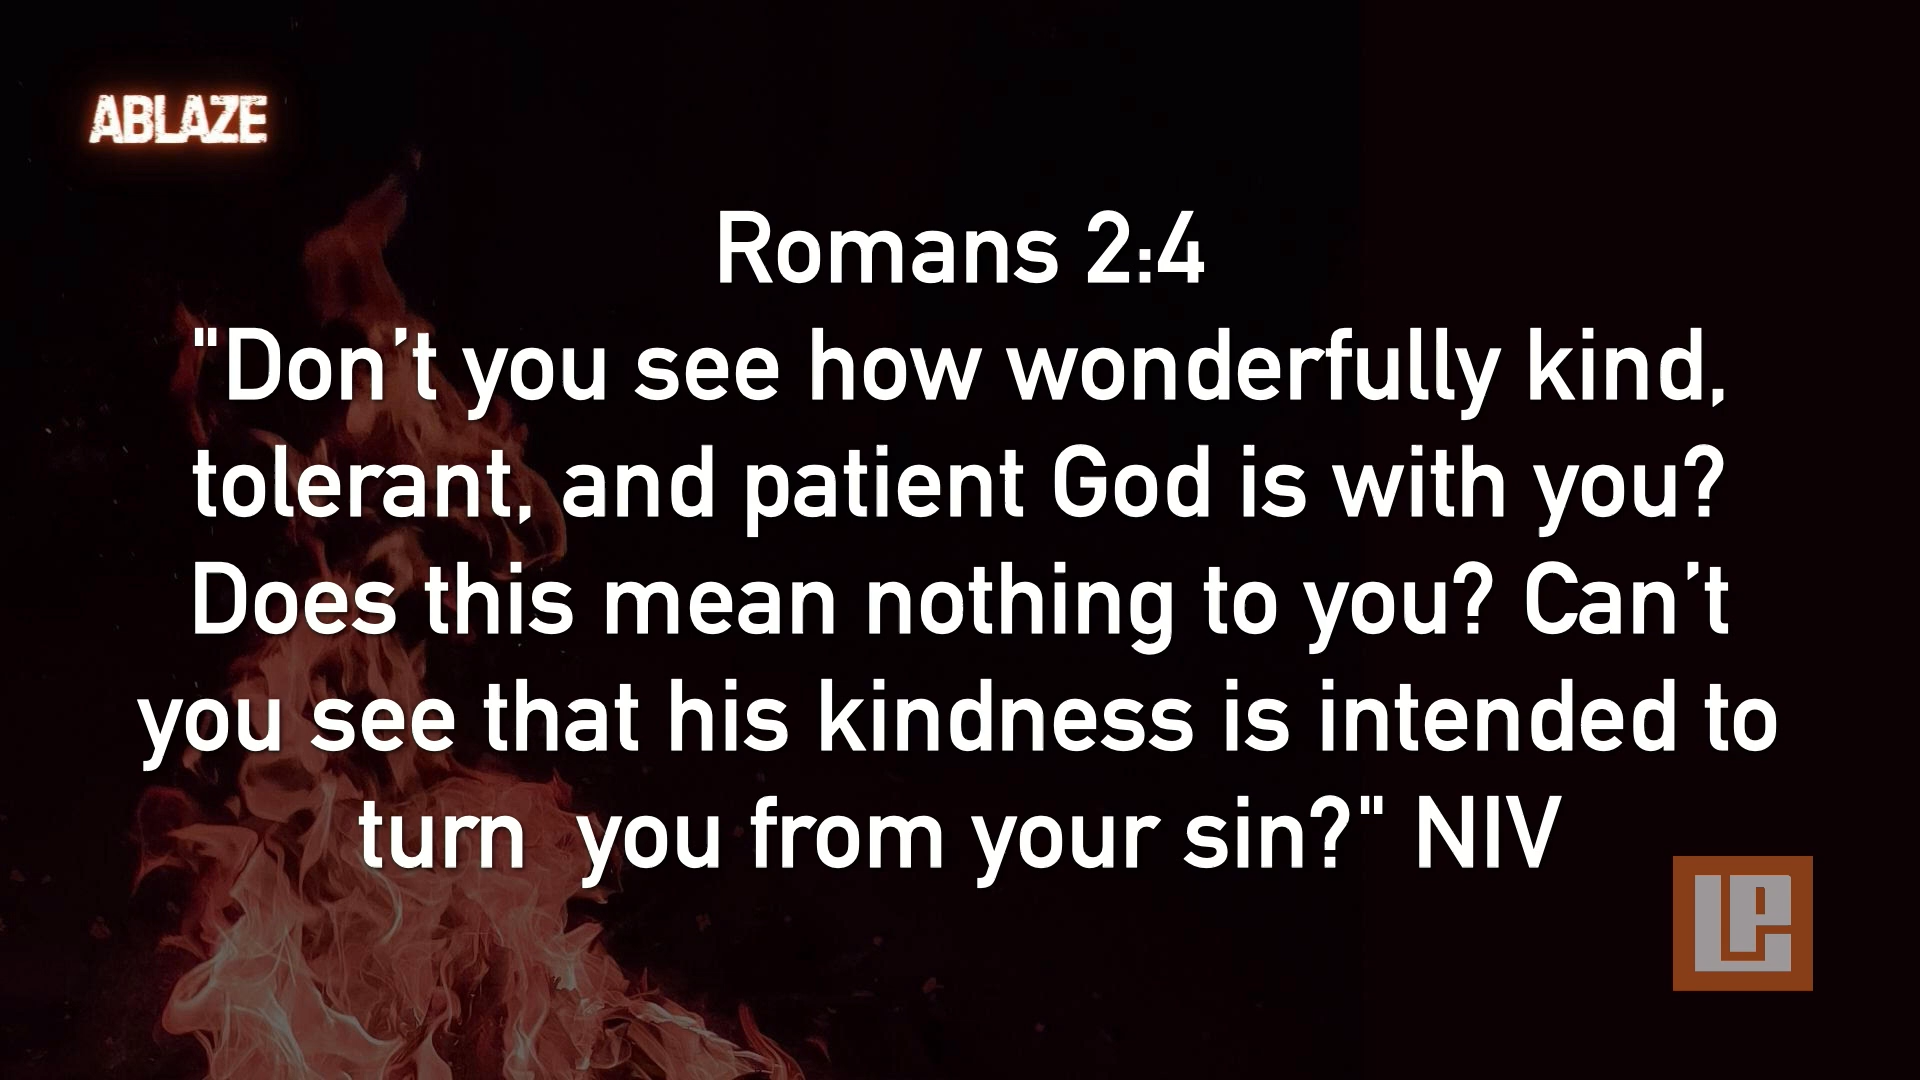 ABLAZE
Romans 2:4
"Don’t you see how wonderfully kind,
tolerant, and patient God is with you?
Does this mean nothing to you? Can’t
you see that his kindness is intended to
turn  you from your sin?" NIV
LP